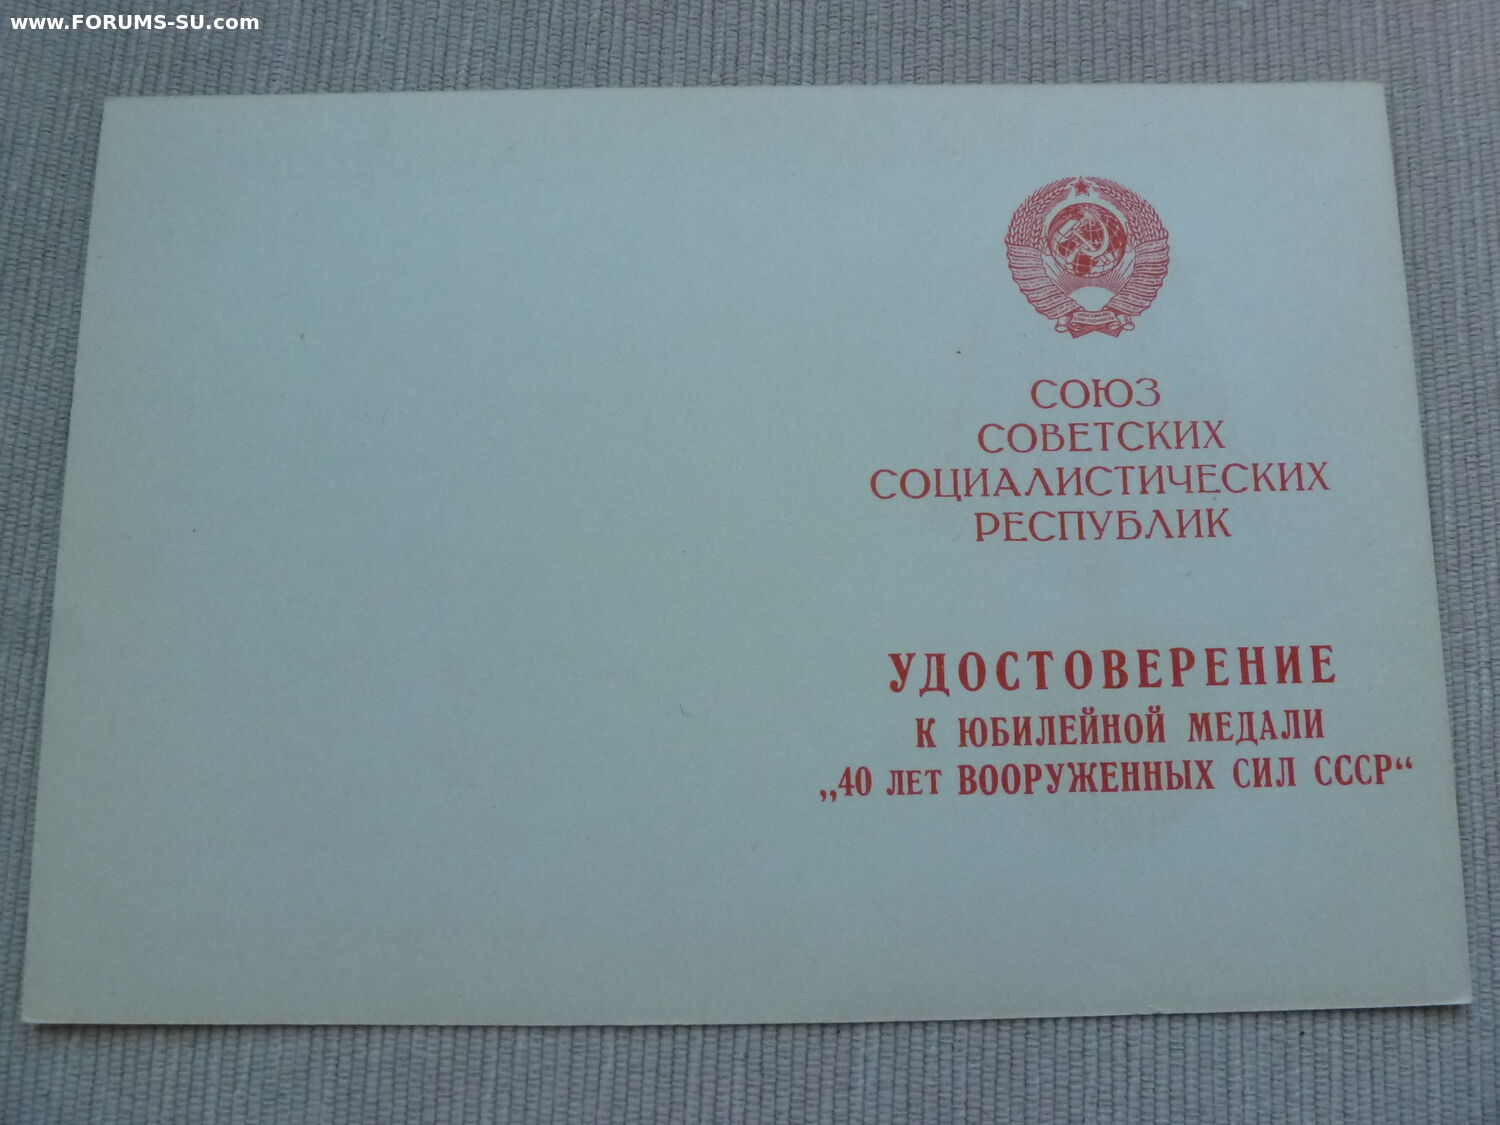 www.FORUMS-SU.com
СОЮЗ
СОВЕТСКИХ
СОЦИАЛИСТИЧЕСКИХ
РЕСПУБЛИК
УДОСТОВЕРЕНИЕ
К ЮБИЛЕЙНОЙ МЕДАЛИ
„40 ЛЕТ ВООРУЖЕННЫХ СИЛ СССР“